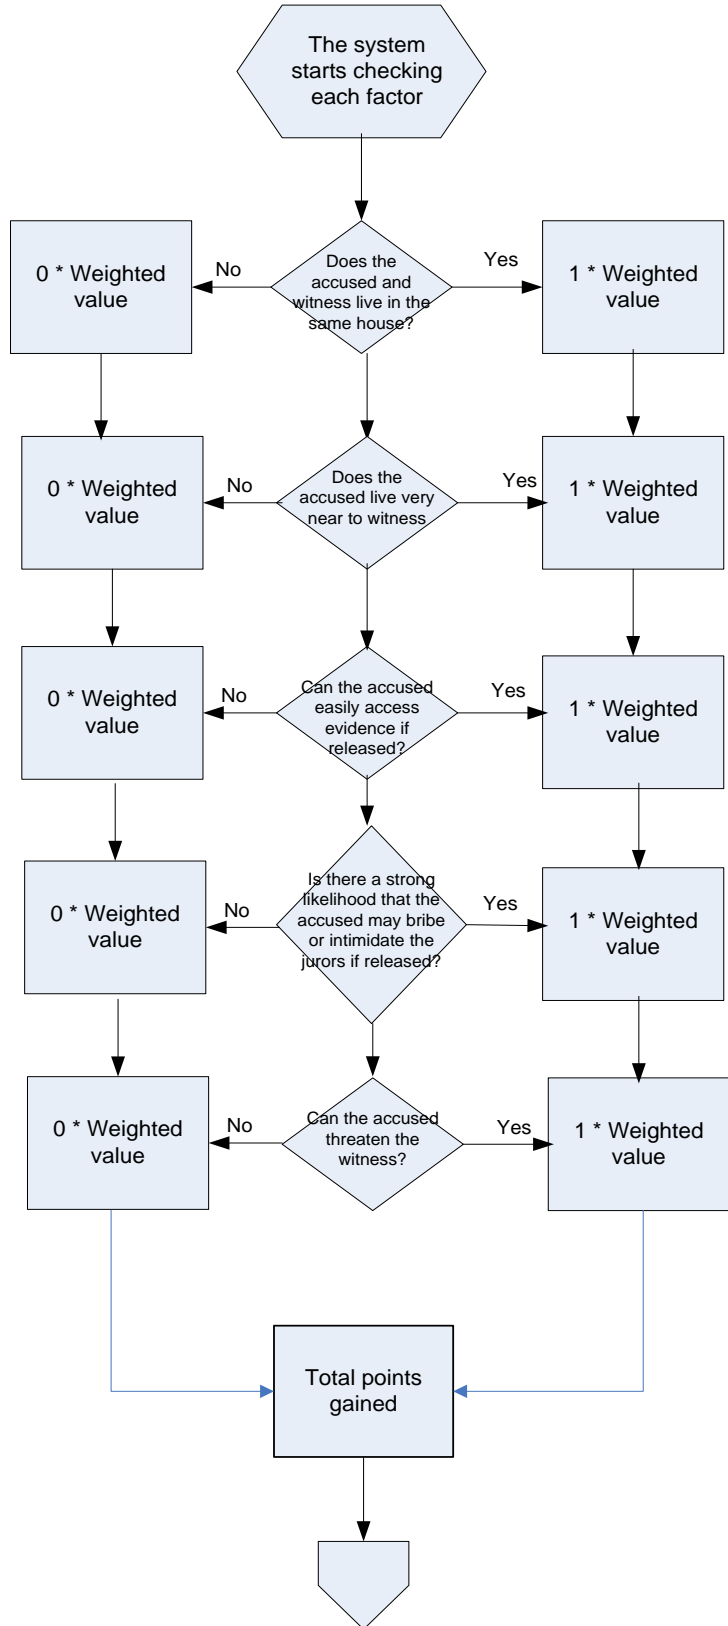 The system
starts checking
each factor
0 * Weighted
value
No
Does the
accused and
witness live in the
same house?
Yes
1 * Weighted
value
0 * Weighted
value
No
Does the
accused live very
near to witness
Yes
1 * Weighted
value
0 * Weighted
value
No
Can the accused
easily access
evidence if
released?
Yes
1 * Weighted
value
0 * Weighted
value
No
Is there a strong
likelihood that the
accused may bribe
or intimidate the
jurors if released?
Yes
1 * Weighted
value
0 * Weighted
value
No
Can the accused
threaten the
witness?
Yes
1 * Weighted
value
Total points
gained